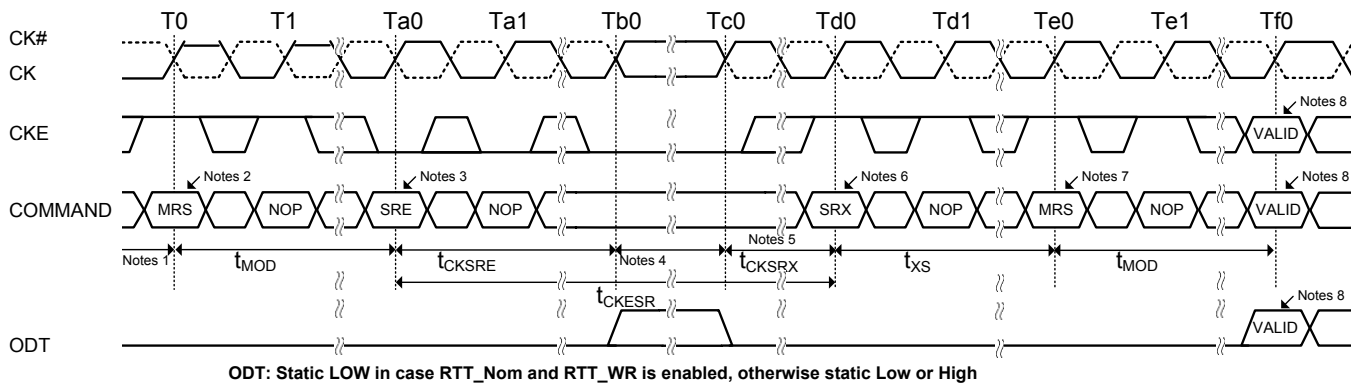 T0 T1 Ta0 Ta1 Tb0 Tc0 Td0 Td1 Te0 Te1 Tf0
CK#
CK
Notes 8
CKE
VALID
Notes 2 Notes 3 Notes 6 Notes 7 Notes 8
COMMAND MRS NOP SRE NOP SRX NOP MRS NOP VALID
Notes 1 tMOD tCKSRE Notes 4 Notes 5 tCKSRX tXS tMOD
tCKESR
Notes 8
VALID
ODT
ODT: Static LOW in case RTT_Nom and RTT_WR is enabled, otherwise static Low or High